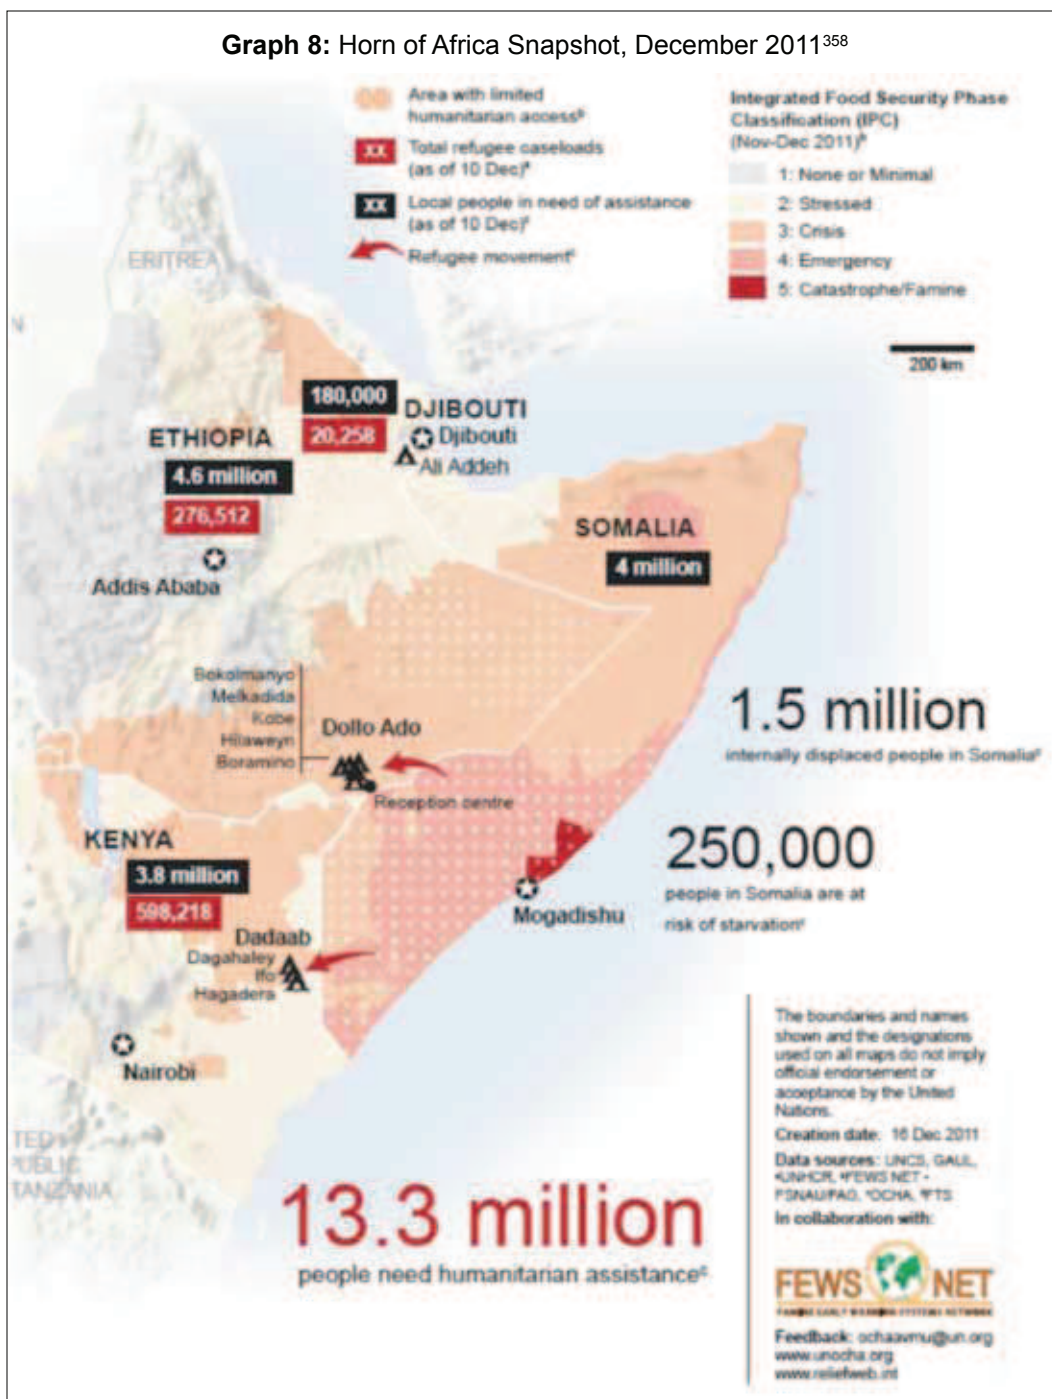 Graph 8: Horn of Africa Snapshot, December 2011358
Area with limited
humanitarian access
XX
Total refugee caseloads
(as of 10 Dec)
XX
Local people in need of assistance
(as of 10 Dec)
Refugee movement
Integrated Food Security Phase
Classification (IPC)
(Nov-Dec 2011)
1: None or Minimal
2: Stressed
3: Crisis
4: Emergency
5: Catastrophe/Famine
200 km
ERITREA
N
180,000
20,258
DJIBOUTI
Djibouti
Ali Addeh
ETHIOPIA
4.6 million
276,512
Addis Ababa
SOMALIA
4 million
Bokolmanyo
Melkadida
Kobe
Hilaweyn
Boramino
Dollo Ado
Reception centre
1.5 million
internally displaced people in Somalia
KENYA
3.8 million
598,218
250,000
people in Somalia are at
risk of starvation
Mogadishu
Dadaab
Dagahaley
Ifo
Hagadera
Nairobi
TED
PUBLIC
TANZANIA
13.3 million
people need humanitarian assistance
The boundaries and names
shown and the designations
used on all maps do not imply
official endorsement or
acceptance by the United
Nations.
Creation date: 16 Dec 2011
Data sources: UNCS, GAUL,
UNHCR, FEWS NET -
FSNAU/FAO, OCHA, FTS
In collaboration with:
FEWS NET
FAMINE EARLY WARNING SYSTEMS NETWORK
Feedback: ochaavmu@un.org
www.unocha.org
www.reliefweb.int